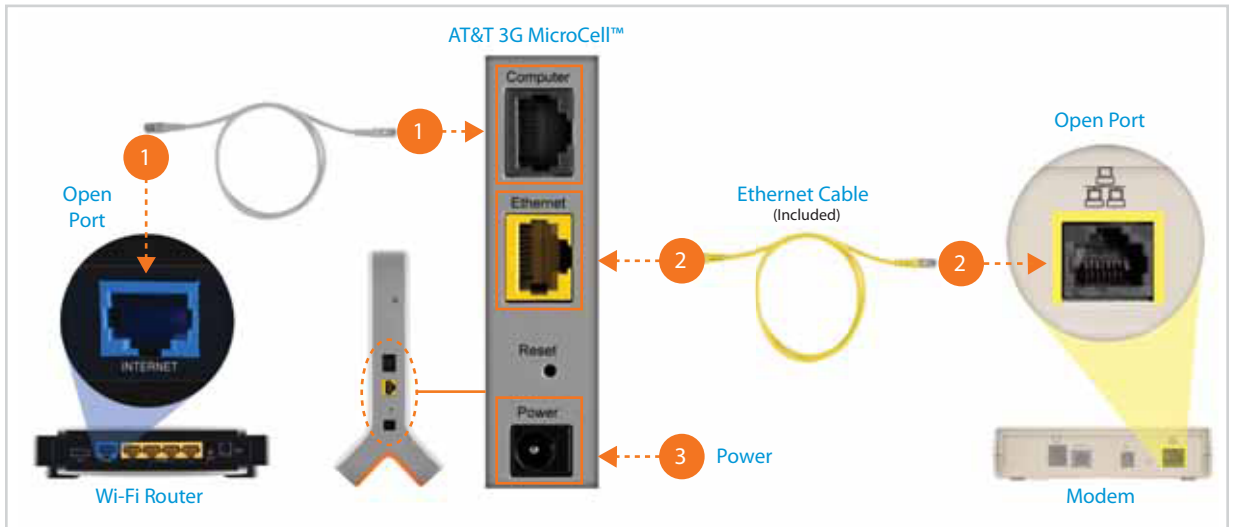 AT&T 3G MicroCell™
Computer
1
1
Open
Port
INTERNET
Wi-Fi Router
Ethernet
Reset
Power
2
Ethernet Cable
(Included)
2
Open Port
3
Power
Modem